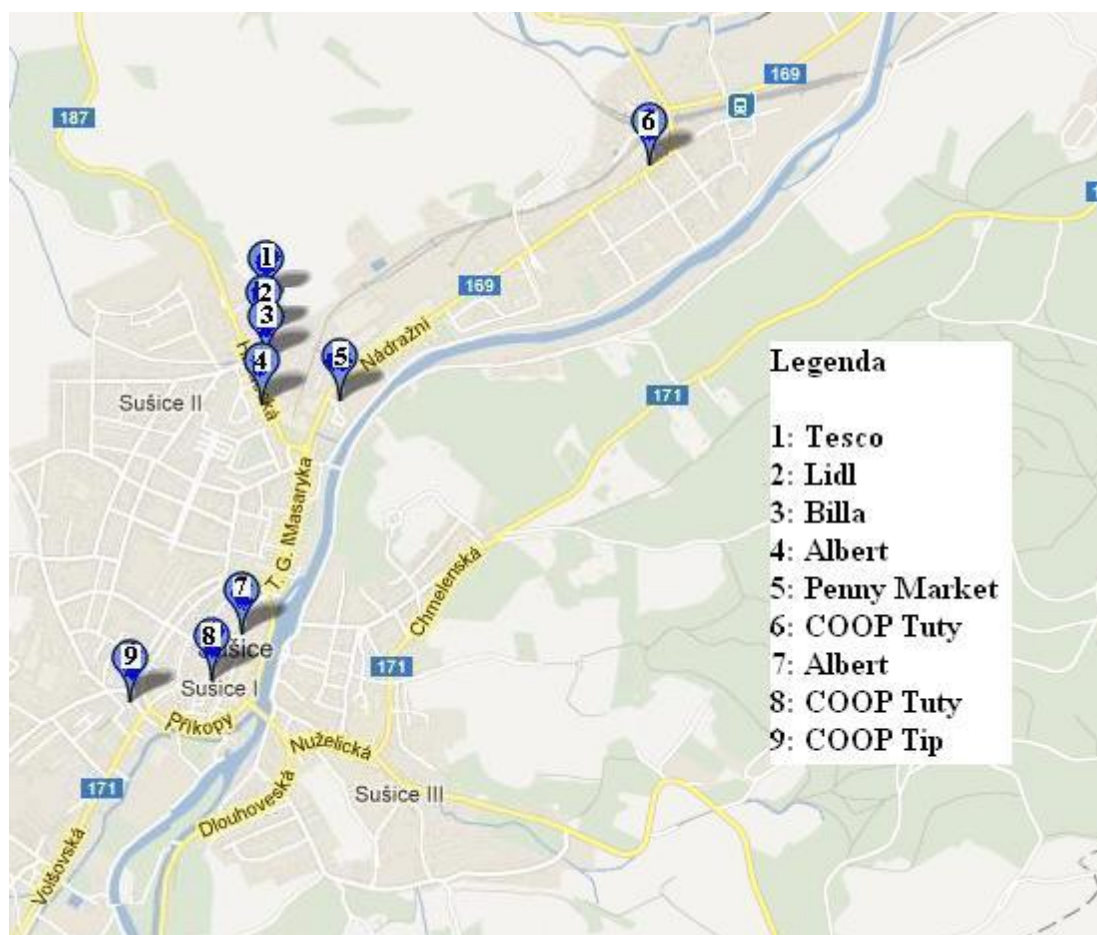 169
187
6
1
2
3
169
4
5
Nádražní
Sušice II
171
T. G. Masaryka
Chmelenská
7
8
Sušice
9
171
Sušice I
Příkopy
Nuželická
171
Sušice III
Dlouhoveská
Volšovská
Legenda
1: Tesco
2: Lidl
3: Billa
4: Albert
5: Penny Market
6: COOP Tuty
7: Albert
8: COOP Tuty
9: COOP Tip